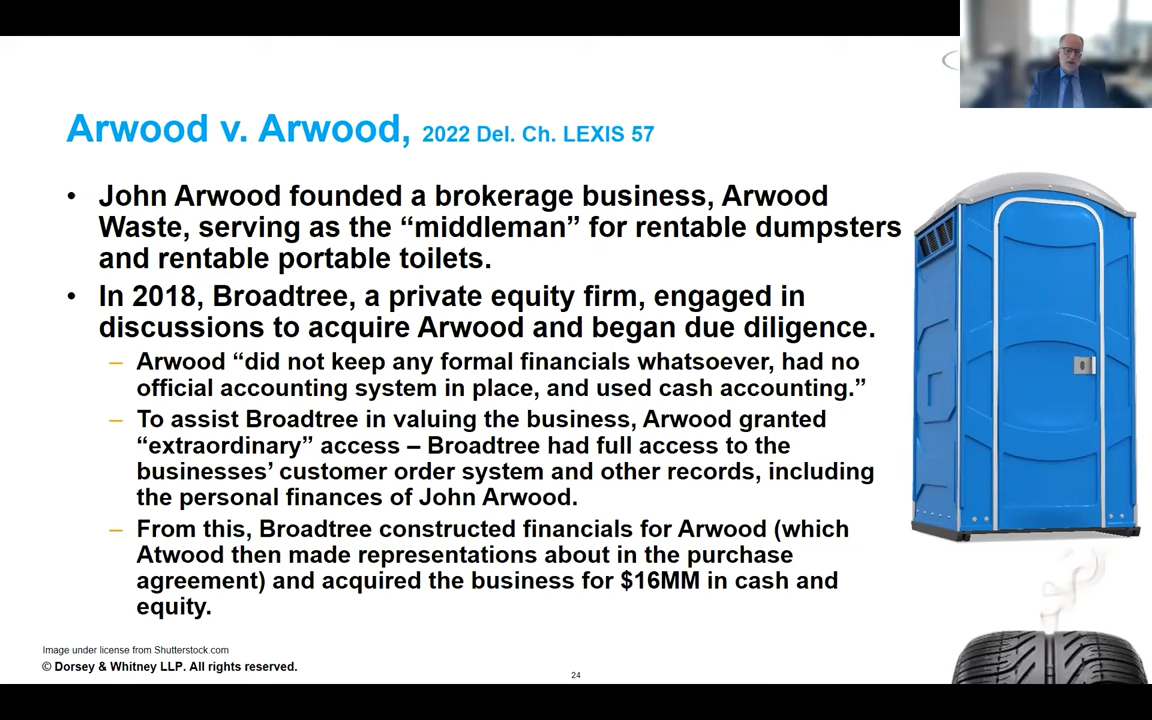 Arwood v. Arwood, 2022 Del. Ch. LEXIS 57
• John Arwood founded a brokerage business, Arwood
Waste, serving as the “middleman” for rentable dumpsters
and rentable portable toilets.
• In 2018, Broadtree, a private equity firm, engaged in
discussions to acquire Arwood and began due diligence.
– Arwood “did not keep any formal financials whatsoever, had no
official accounting system in place, and used cash accounting.”
– To assist Broadtree in valuing the business, Arwood granted
“extraordinary” access – Broadtree had full access to the
businesses’ customer order system and other records, including
the personal finances of John Arwood.
– From this, Broadtree constructed financials for Arwood (which
Atwood then made representations about in the purchase
agreement) and acquired the business for $16MM in cash and
equity.
Image under license from Shutterstock.com
© Dorsey & Whitney LLP. All rights reserved.
24